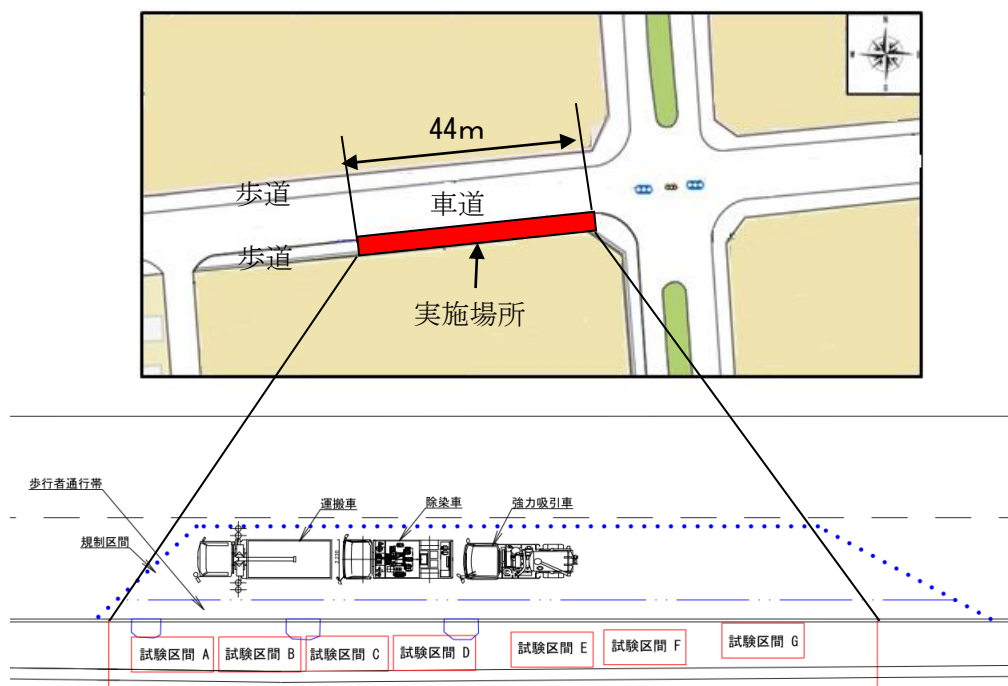 N
W
S
44m
歩道
車道
歩道
実施場所
歩行者通行帯
運搬車
除染車
強力吸引車
規制区間
試験区間 A
試験区間 B
試験区間 C
試験区間 D
試験区間 E
試験区間 F
試験区間 G